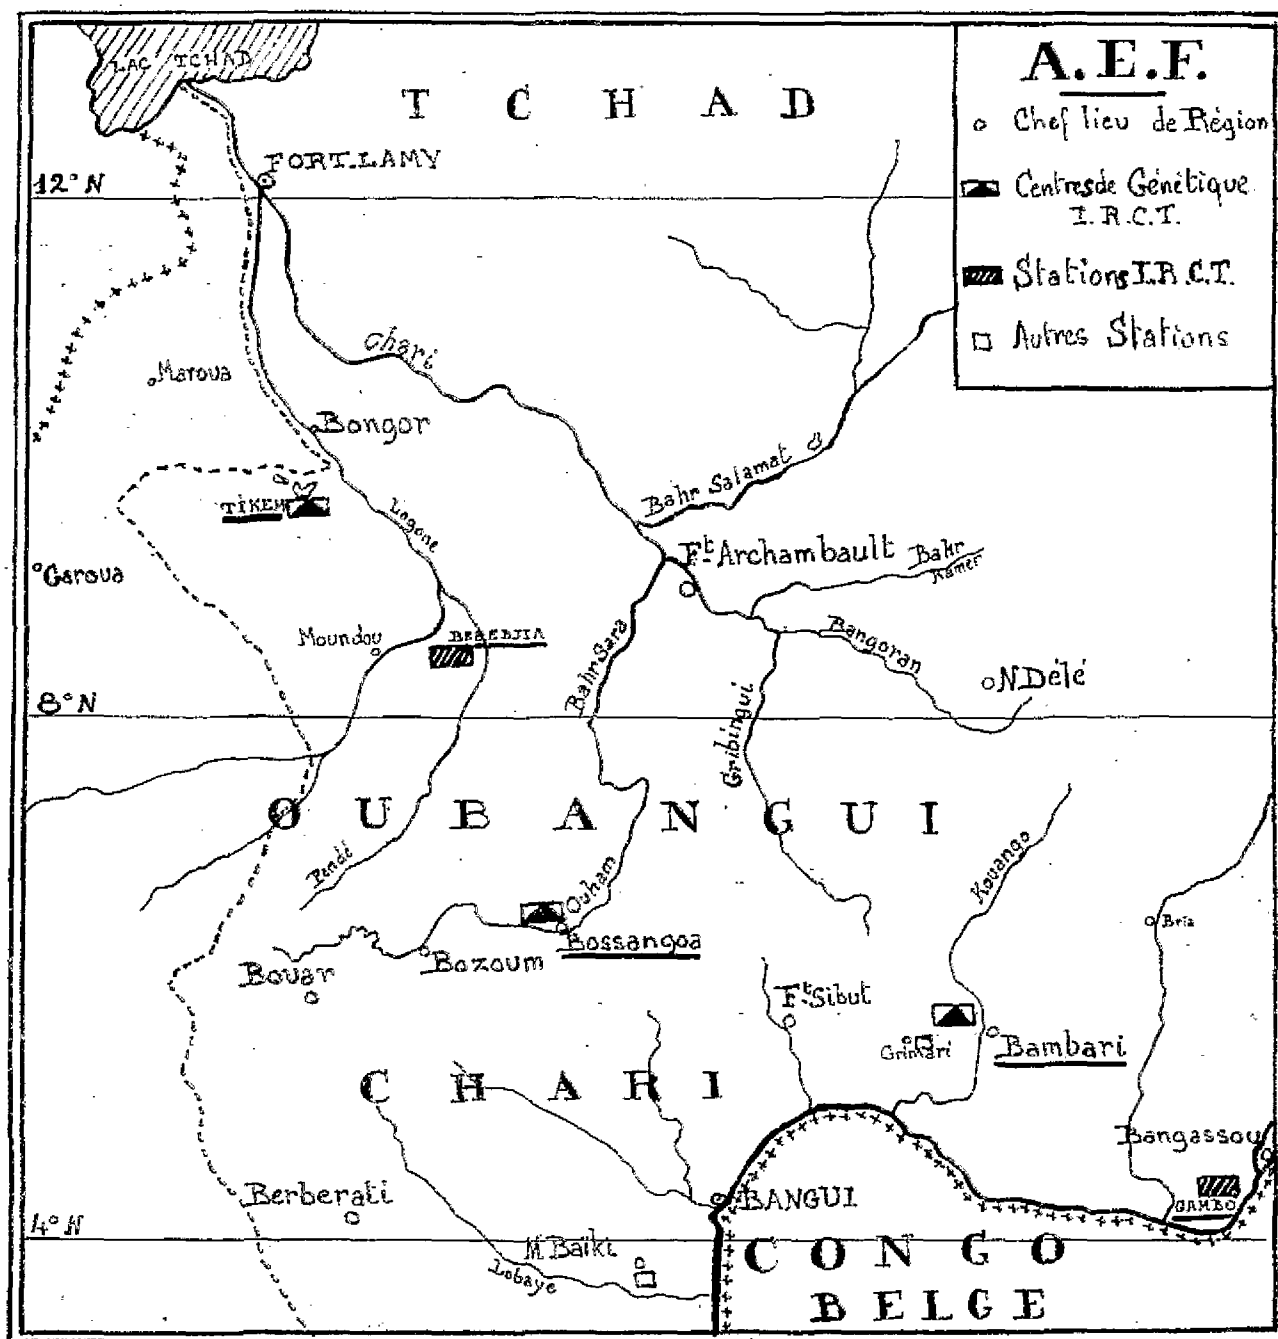 LAC TCHAD
T C H A D
A.E.F.
Chef lieu de Région
Centres de Génétique
I.R.C.T.
Stations I.R.C.T.
Autres Stations
FORT.LAMY
12° N
Chari
Maroua
Bongor
TIKEM
Logone
Bahr Salamat
Ft Archambault
Bahr
Kamer
Garoua
Moundou
BEBEDJIA
Bahr Sara
Bangoran
NDélé
8° N
Gribingui
O U B A N G U I
Pendé
Ouham
Kouango
Bossangoa
Bozoum
Bouar
Bria
Ft Sibut
Grimari
Bambari
C H A R I
Bangassou
Berberati
BANGUI
GAMBO
4° N
M'Baïki
Lobaye
C O N G O
B E L G E